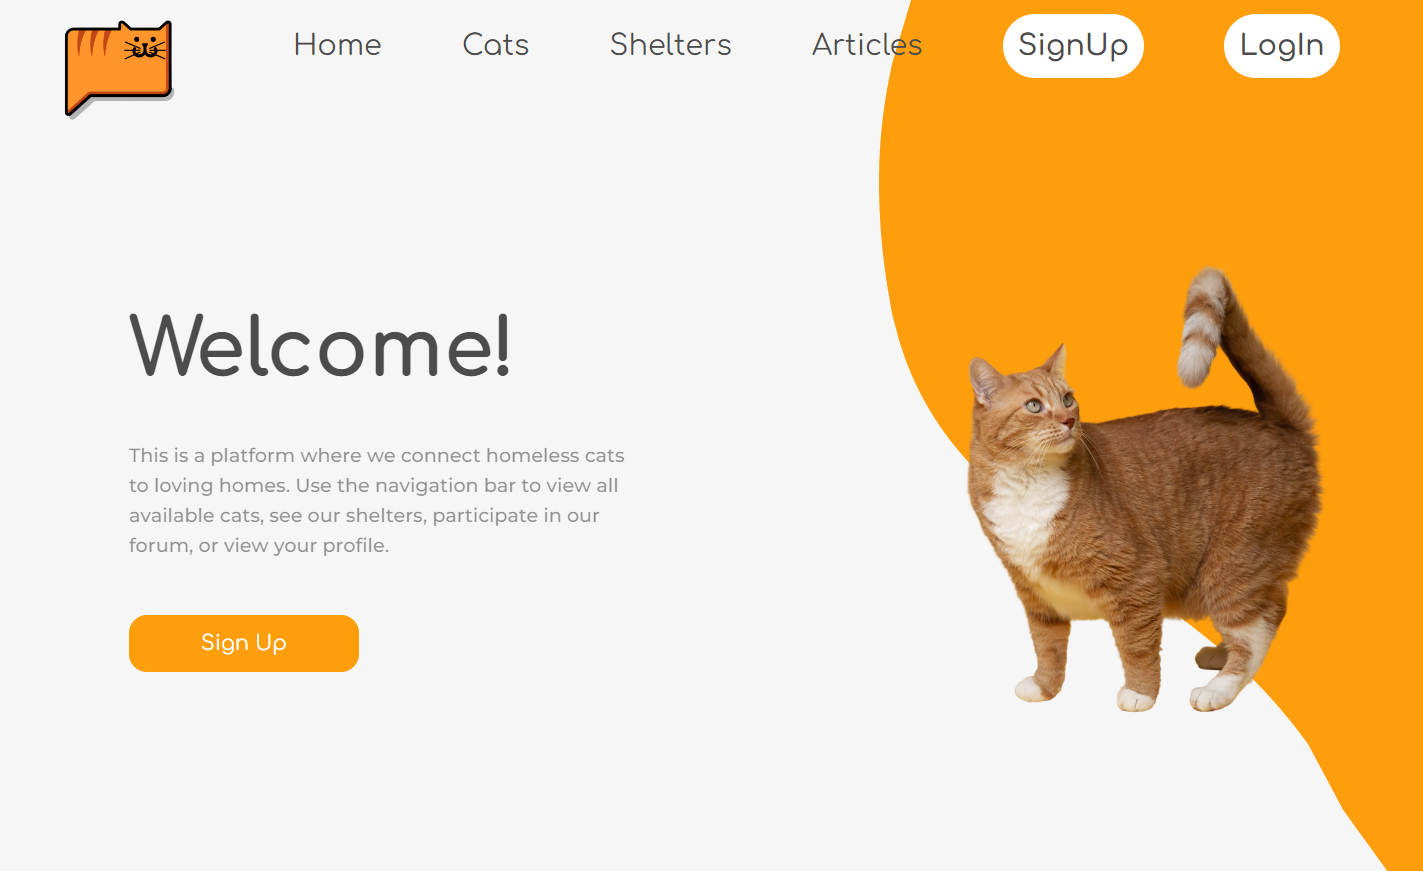 Home Cats Shelters Articles SignUp LogIn
Welcome!
This is a platform where we connect homeless cats
to loving homes. Use the navigation bar to view all
available cats, see our shelters, participate in our
forum, or view your profile.
Sign Up